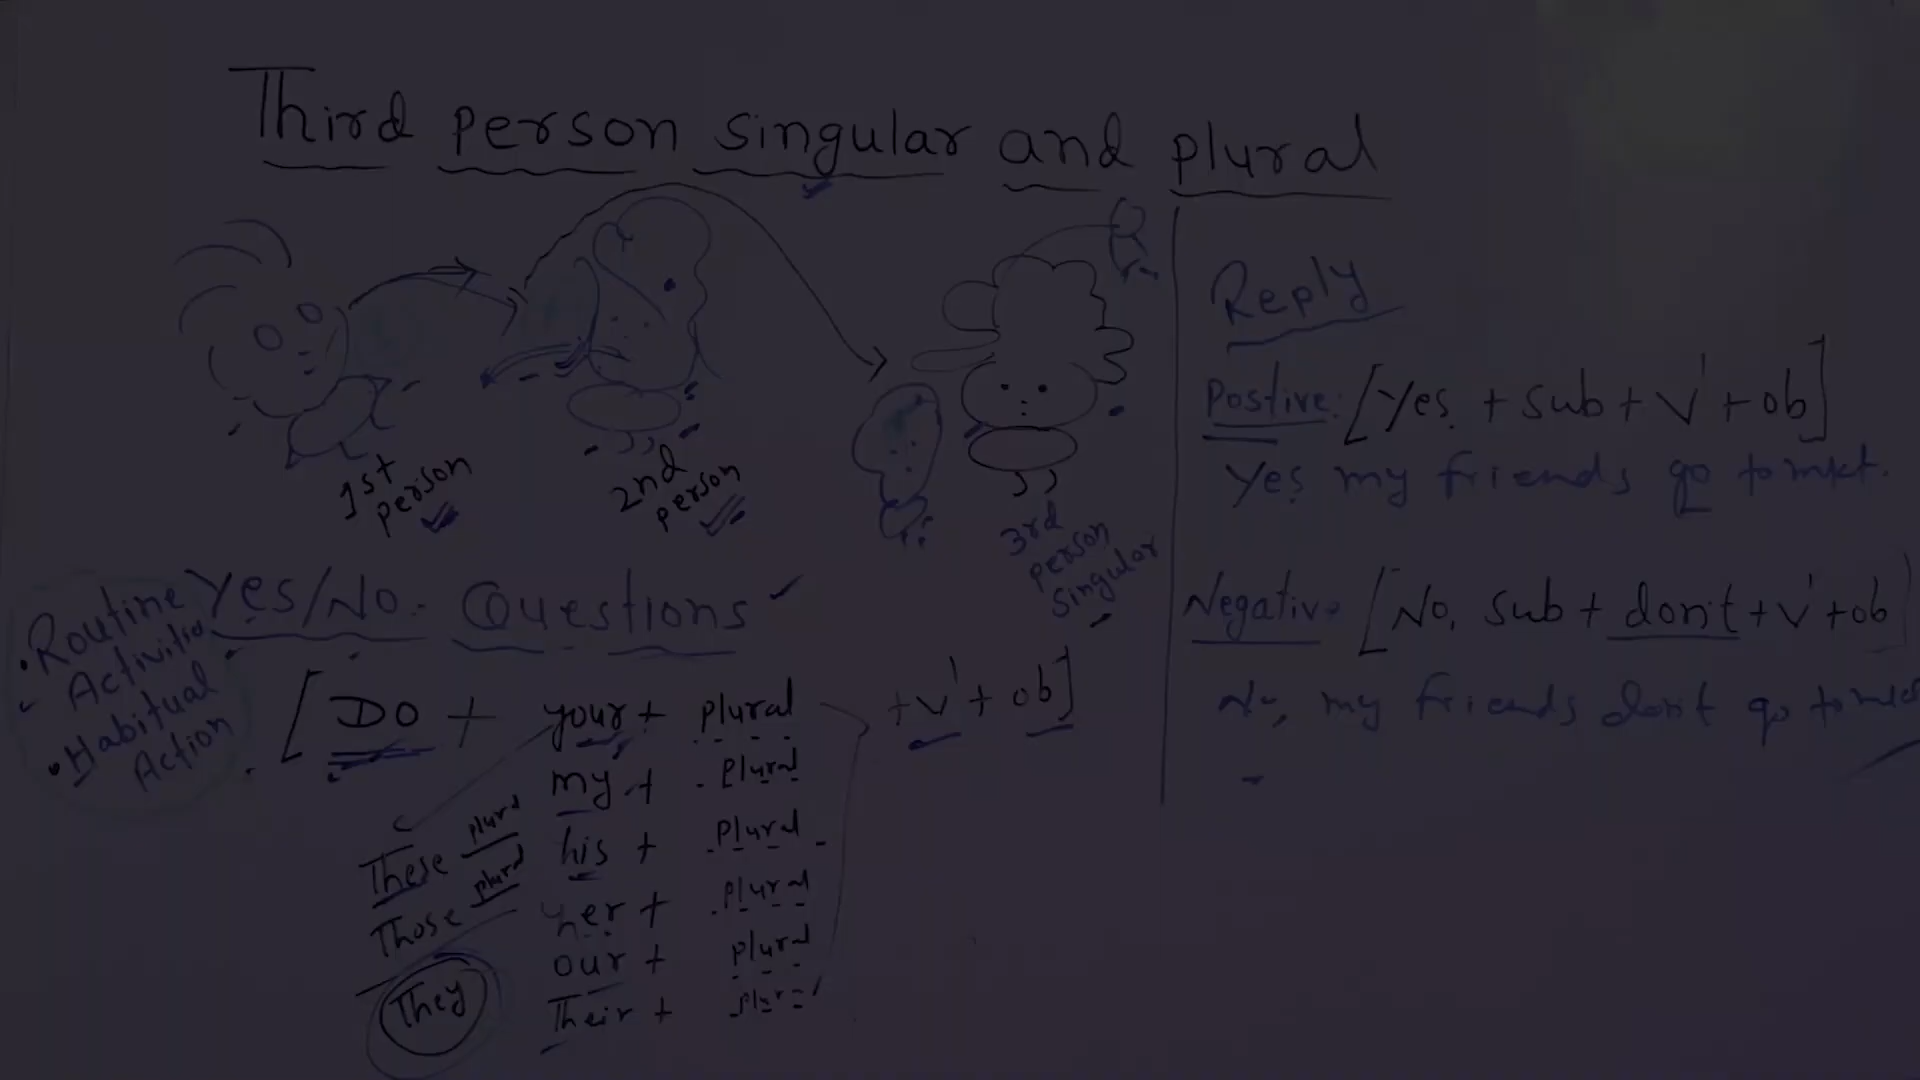 Third person singular and plural
1st person
2nd person
3rd person singular
Yes/No. Questions
• Routine Activities
• Habitual Action
[DO + your + plural + V¹ + ob]
my + plural
his + plural
her + plural
our + plural
Their + plural
These plural
Those plural
They
Reply
Postive: [Yes + sub + V¹ + ob]
Yes my friends go to mkt.
Negative [No, sub + don't + V¹ + ob]
No, my friends don't go to